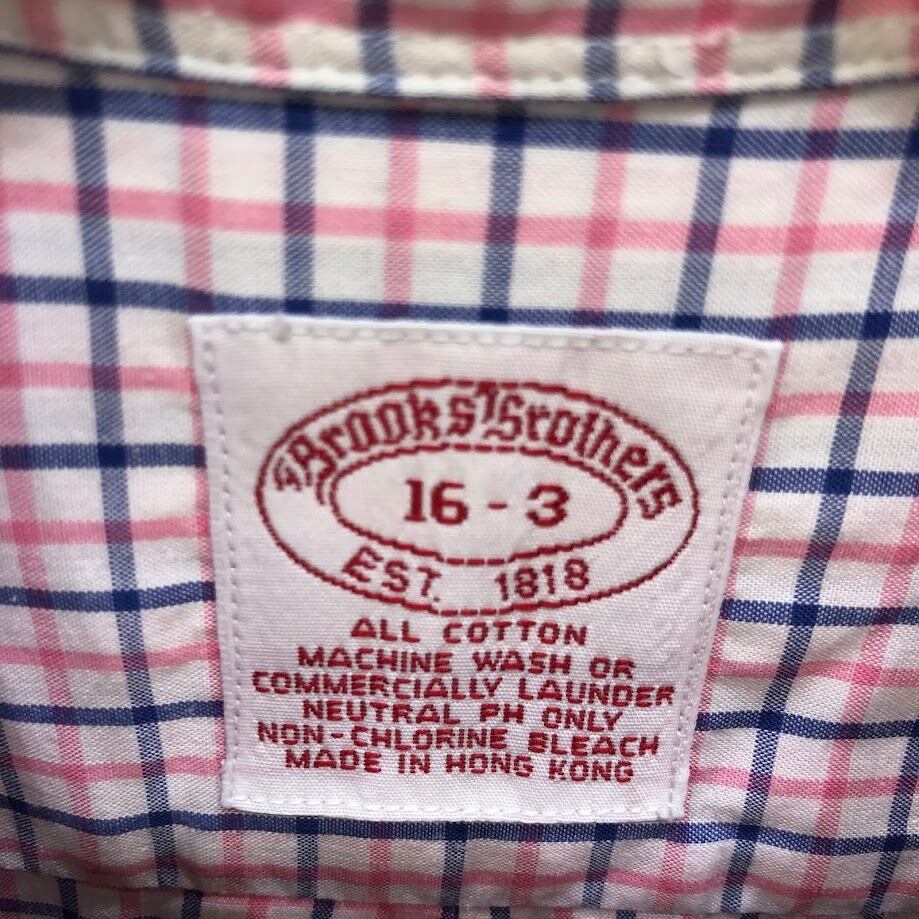 Brooks Brothers
16 - 3
EST. 1818
ALL COTTON
MACHINE WASH OR
COMMERCIALLY LAUNDER
NEUTRAL PH ONLY
NON-CHLORINE BLEACH
MADE IN HONG KONG